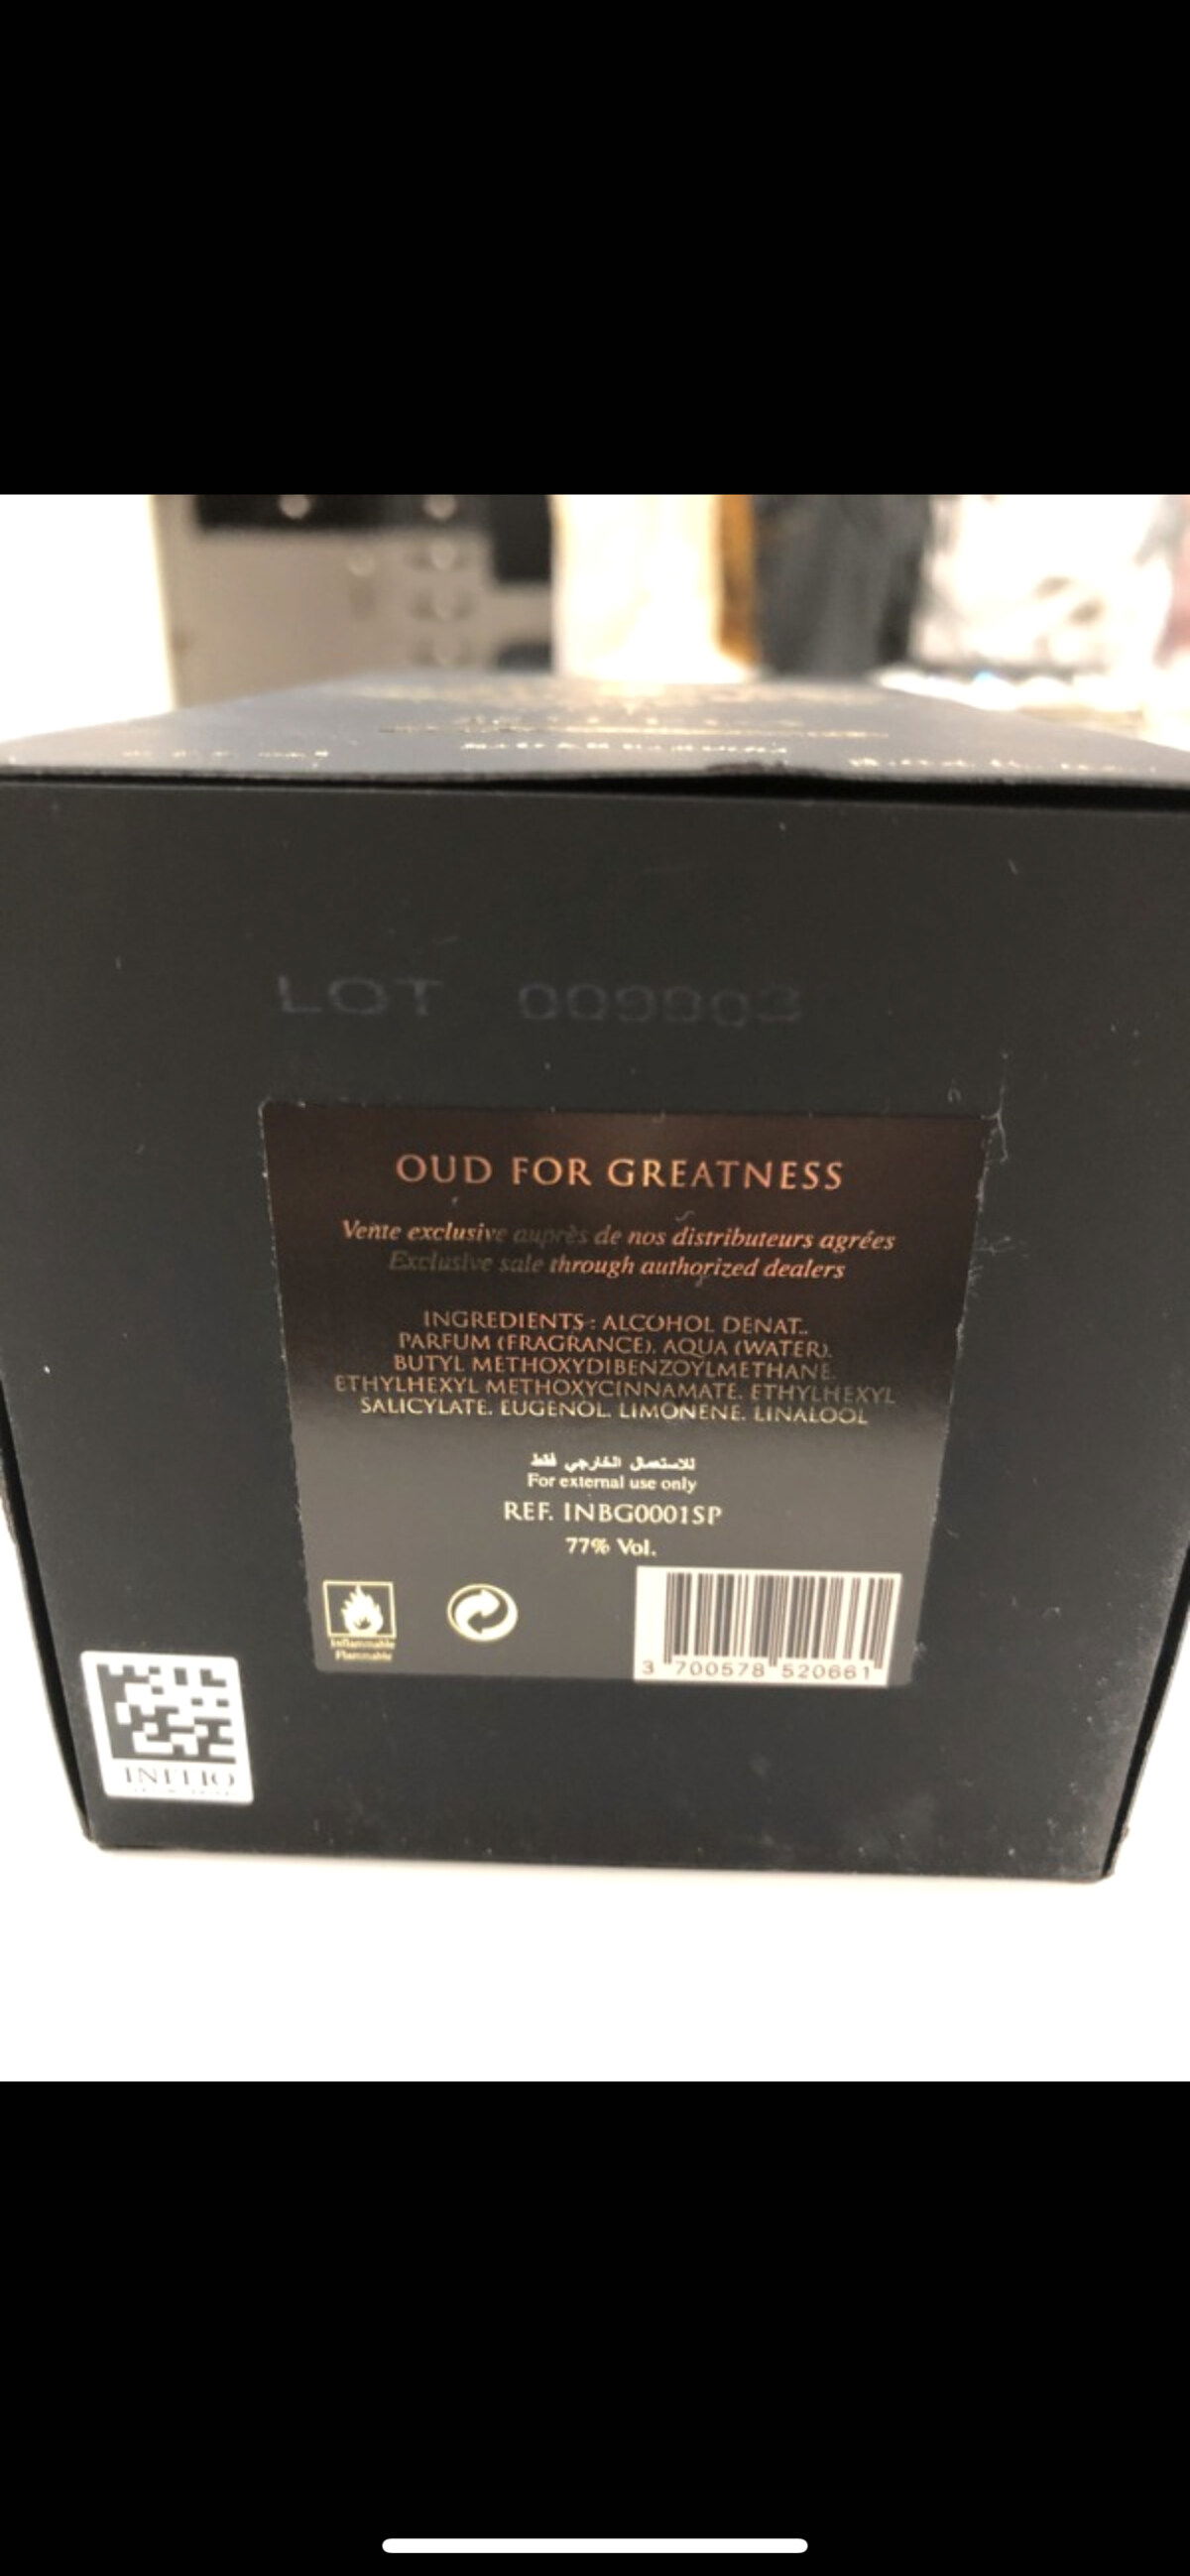 LOT 009903
OUD FOR GREATNESS
Vente exclusive auprès de nos distributeurs agrées
Exclusive sale through authorized dealers
INGREDIENTS : ALCOHOL DENAT.,
PARFUM (FRAGRANCE), AQUA (WATER),
BUTYL METHOXYDIBENZOYLMETHANE,
ETHYLHEXYL METHOXYCINNAMATE, ETHYLHEXYL
SALICYLATE, EUGENOL, LIMONENE, LINALOOL
للاستعمال الخارجي فقط
For external use only
REF. INBG0001SP
77% Vol.
Inflammable
Flammable
3 700578 520661
INITIO